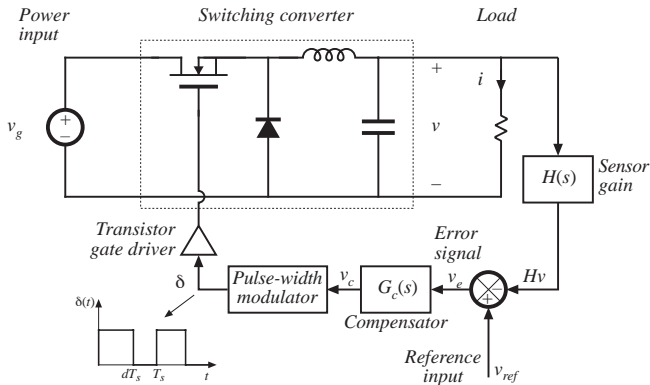 Power
input
Switching converter
Load
+
i
v_g
+
−
v
H(s)
Sensor
gain
−
Transistor
gate driver
Error
signal
δ
Pulse-width
modulator
v_c
G_c(s)
v_e
−
+
Hv
Compensator
δ(t)
dT_s
T_s
t
Reference
input
v_ref